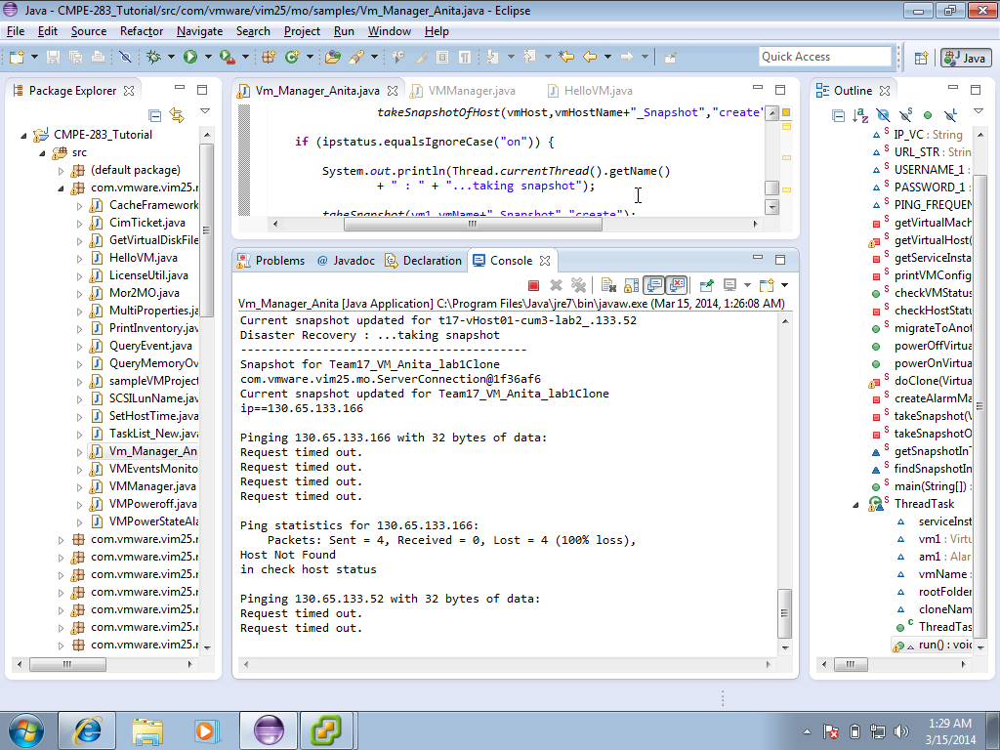 Java - CMPE-283_Tutorial/src/com/vmware/vim25/mo/samples/Vm_Manager_Anita.java - Eclipse
File Edit Source Refactor Navigate Search Project Run Window Help
Quick Access
Java
Package Explorer
CMPE-283_Tutorial
src
(default package)
com.vmware.vim25.
CacheFramework
CimTicket.java
GetVirtualDiskFile
HelloVM.java
LicenseUtil.java
Mor2MO.java
MultiProperties.ja
PrintInventory.java
QueryEvent.java
QueryMemoryOv
sampleVMProject
SCSILunName.jav
SetHostTime.java
TaskList_New.java
Vm_Manager_An
VMEventsMonito
VMManager.java
VMPoweroff.java
VMPowerStateAla
com.vmware.vim25.
com.vmware.vim25.
com.vmware.vim25.
com.vmware.vim25.
com.vmware.vim25.
com.vmware.vim25.
com.vmware.vim25.
Vm_Manager_Anita.java VMManager.java HelloVM.java
takeSnapshotOfHost(vmHost,vmHostName+"_Snapshot","create"
if (ipstatus.equalsIgnoreCase("on")) {
System.out.println(Thread.currentThread().getName()
+ " : " + "...taking snapshot");
takeSnapshot(vm1,vmName+"_Snapshot","create");
Problems @ Javadoc Declaration Console
Vm_Manager_Anita [Java Application] C:\Program Files\Java\jre7\bin\javaw.exe (Mar 15, 2014, 1:26:08 AM)
Current snapshot updated for t17-vHost01-cum3-lab2_.133.52
Disaster Recovery : ...taking snapshot
----------------------------------------
Snapshot for Team17_VM_Anita_lab1Clone
com.vmware.vim25.mo.ServerConnection@1f36af6
Current snapshot updated for Team17_VM_Anita_lab1Clone
ip==130.65.133.166
Pinging 130.65.133.166 with 32 bytes of data:
Request timed out.
Request timed out.
Request timed out.
Request timed out.
Ping statistics for 130.65.133.166:
Packets: Sent = 4, Received = 0, Lost = 4 (100% loss),
Host Not Found
in check host status
Pinging 130.65.133.52 with 32 bytes of data:
Request timed out.
Request timed out.
Outline
IP_VC : String
URL_STR : Strin
USERNAME_1 :
PASSWORD_1 :
PING_FREQUEN
getVirtualMach
getVirtualHost(
getServiceInsta
printVMConfig
checkVMStatus
checkHostStatu
migrateToAnot
powerOffVirtua
powerOnVirtua
doClone(Virtua
createAlarmMa
takeSnapshot(V
takeSnapshotO
getSnapshotInT
findSnapshotIn
main(String[])
ThreadTask
serviceInst
vm1 : Virtu
am1 : Alar
vmName :
rootFolder
cloneNam
ThreadTas
run() : voic
1:29 AM
3/15/2014